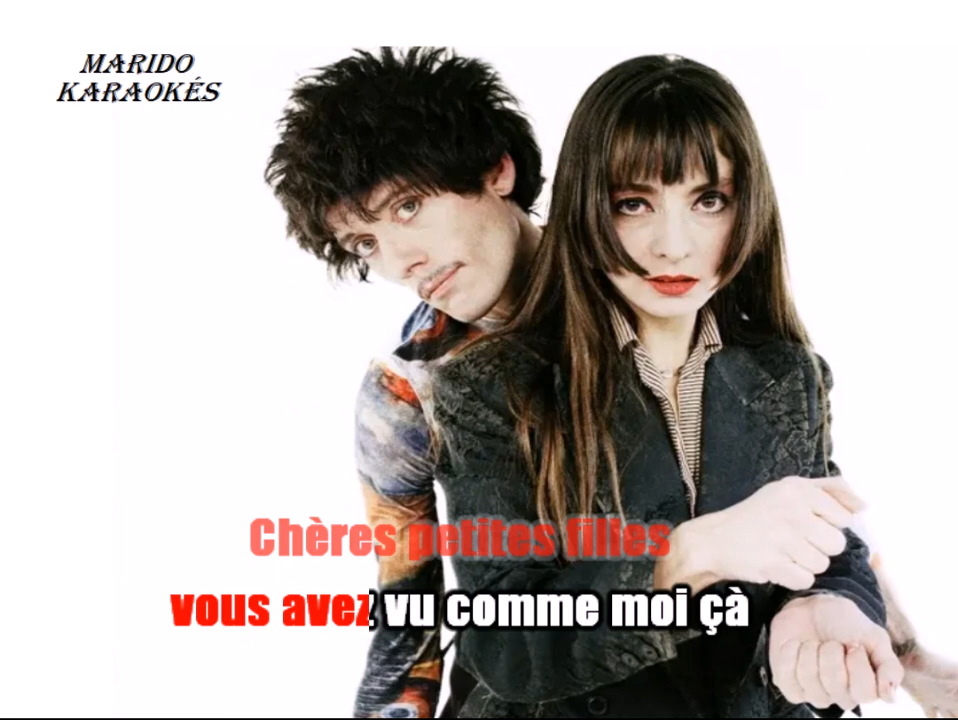 MARIDO
KARAOKÉS
Chères petites filles
vous avez vu comme moi çà